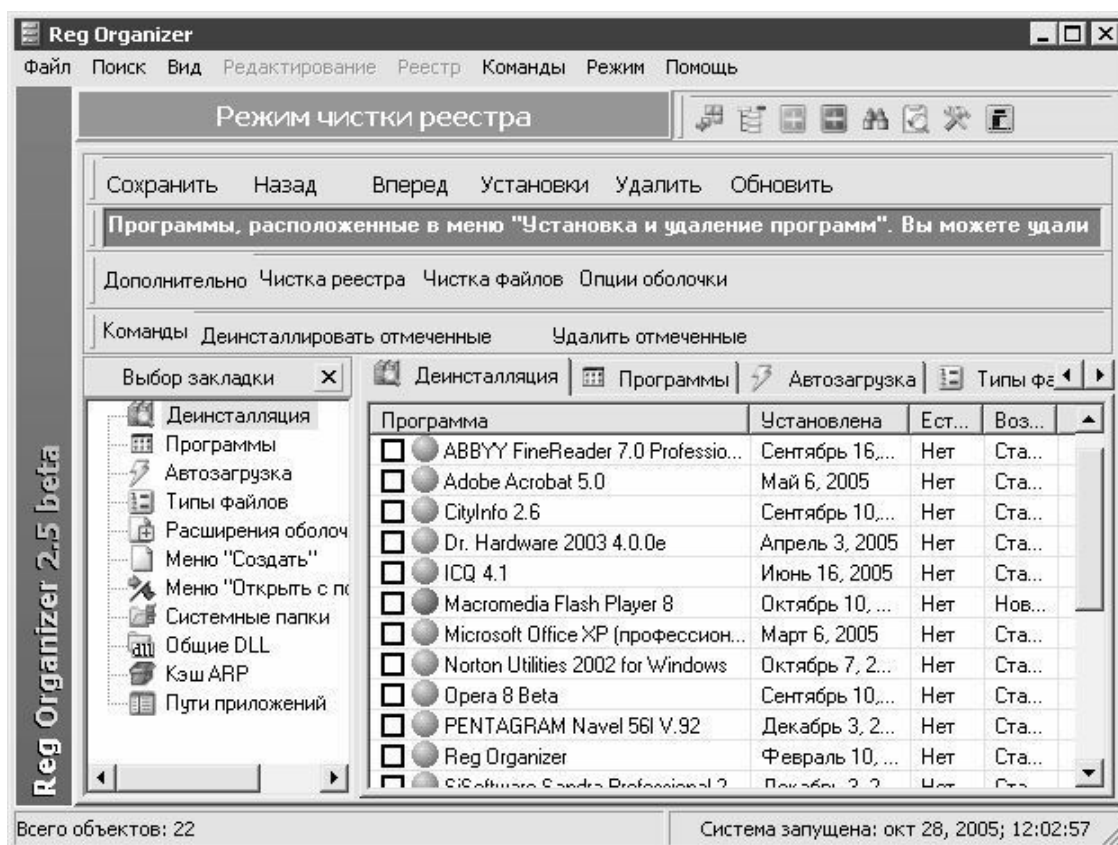 Reg Organizer
Файл Поиск Вид Редактирование Реестр Команды Режим Помощь
Режим чистки реестра
Сохранить Назад Вперед Установки Удалить Обновить
Программы, расположенные в меню "Установка и удаление программ". Вы можете удали
Дополнительно Чистка реестра Чистка файлов Опции оболочки
Команды Деинсталлировать отмеченные Удалить отмеченные
Выбор закладки
Деинсталляция
Программы
Автозагрузка
Типы файлов
Расширения оболоч
Меню "Создать"
Меню "Открыть с по
Системные папки
Общие DLL
Кэш ARP
Пути приложений
Деинсталляция Программы Автозагрузка Типы фа
Программа Установлена Ест... Воз...
ABBYY FineReader 7.0 Professio... Сентябрь 16,... Нет Ста...
Adobe Acrobat 5.0 Май 6, 2005 Нет Ста...
CityInfo 2.6 Сентябрь 10,... Нет Ста...
Dr. Hardware 2003 4.0.0e Апрель 3, 2005 Нет Ста...
ICQ 4.1 Июнь 16, 2005 Нет Ста...
Macromedia Flash Player 8 Октябрь 10, ... Нет Нов...
Microsoft Office XP (профессион... Март 6, 2005 Нет Ста...
Norton Utilities 2002 for Windows Октябрь 7, 2... Нет Ста...
Opera 8 Beta Сентябрь 10,... Нет Ста...
PENTAGRAM Navel 56I V.92 Декабрь 3, 2... Нет Ста...
Reg Organizer Февраль 10, ... Нет Ста...
SiSoftware Sandra Professional 2 Декабрь 3, 2 Нет Ста
Reg Organizer 2.5 beta
Всего объектов: 22
Система запущена: окт 28, 2005; 12:02:57